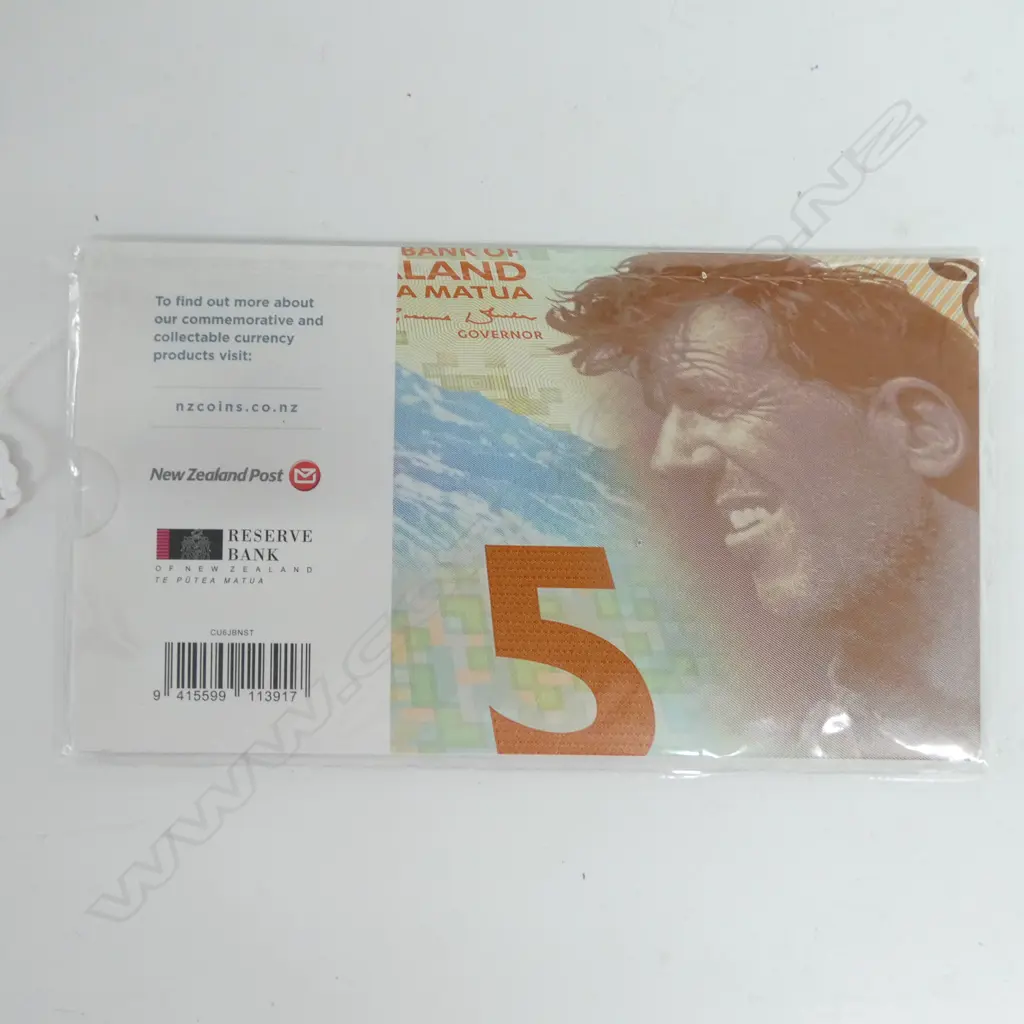 To find out more about
our commemorative and
collectable currency
products visit:
nzcoins.co.nz
New Zealand Post
RESERVE
BANK
OF NEW ZEALAND
TE PŪTEA MATUA
CU6JBNST
9 415599 113917
BANK OF
ALAND
A MATUA
GOVERNOR
5